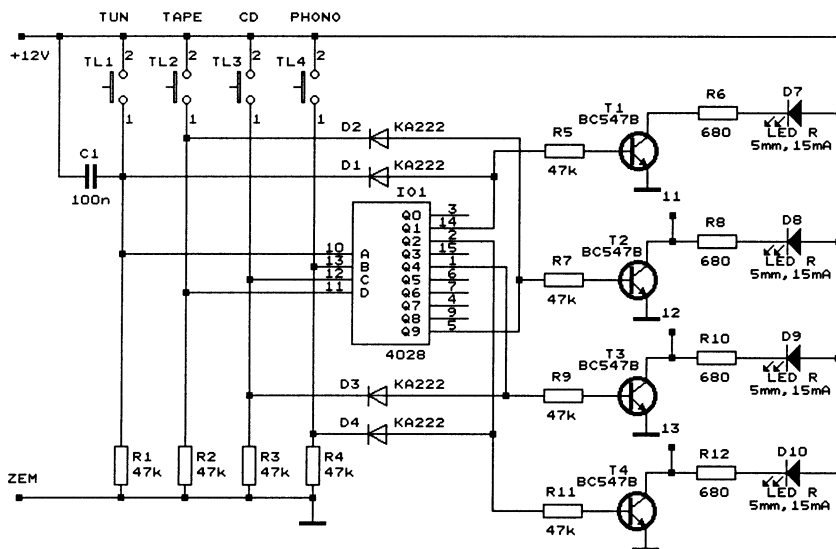 TUN TAPE CD PHONO
+12V
2 2 2 2
TL1 TL2 TL3 TL4
1 1 1 1
D2 KA222
D1 KA222
C1
100n
IO1
10 A
13 B
12 C
11 D
Q0 3
Q1 14
Q2 2
Q3 15
Q4 1
Q5 6
Q6 7
Q7 4
Q8 9
Q9 5
4028
D3 KA222
D4 KA222
R1 47k
R2 47k
R3 47k
R4 47k
ZEM
R5
47k
T1
BC547B
R6
680
D7
LED R
5mm,15mA
11
R7
47k
T2
BC547B
R8
680
D8
LED R
5mm,15mA
12
R9
47k
T3
BC547B
R10
680
D9
LED R
5mm,15mA
13
R11
47k
T4
BC547B
R12
680
D10
LED R
5mm,15mA